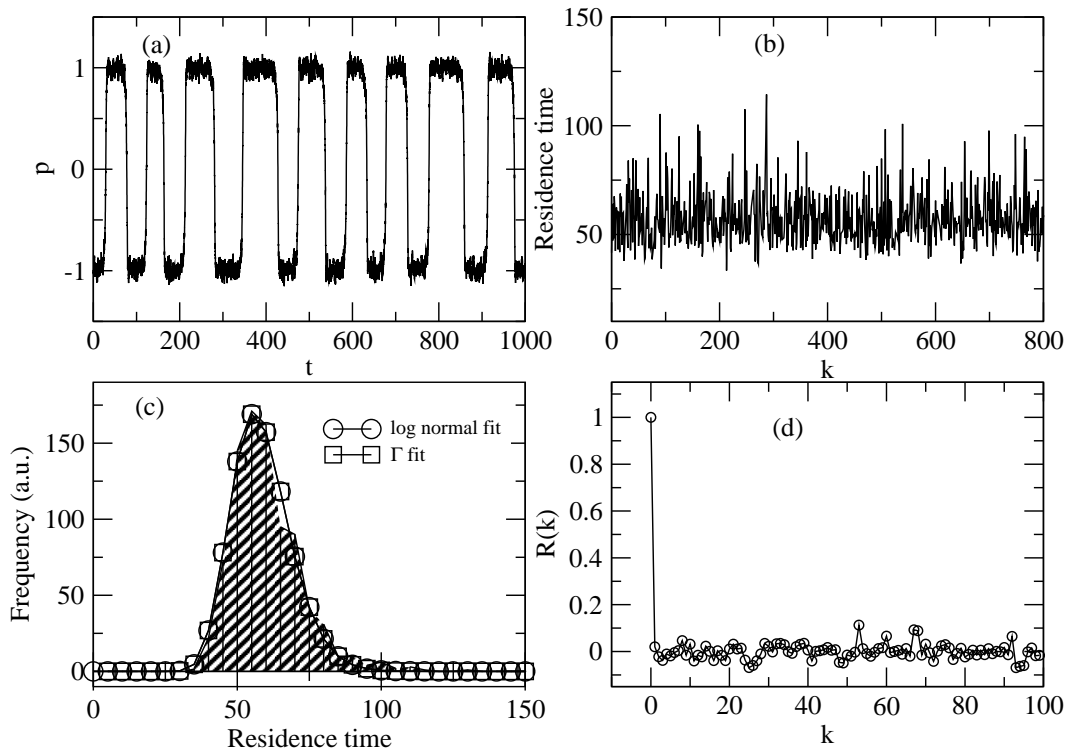 (a)
p
1
0
-1
0 200 400 600 800 1000
t
(b)
Residence time
150
100
50
0 200 400 600 800
k
(c)
log normal fit
Γ fit
Frequency (a.u.)
150
75
0
0 50 100 150
Residence time
(d)
R(k)
1
0.8
0.6
0.4
0.2
0
0 20 40 60 80 100
k